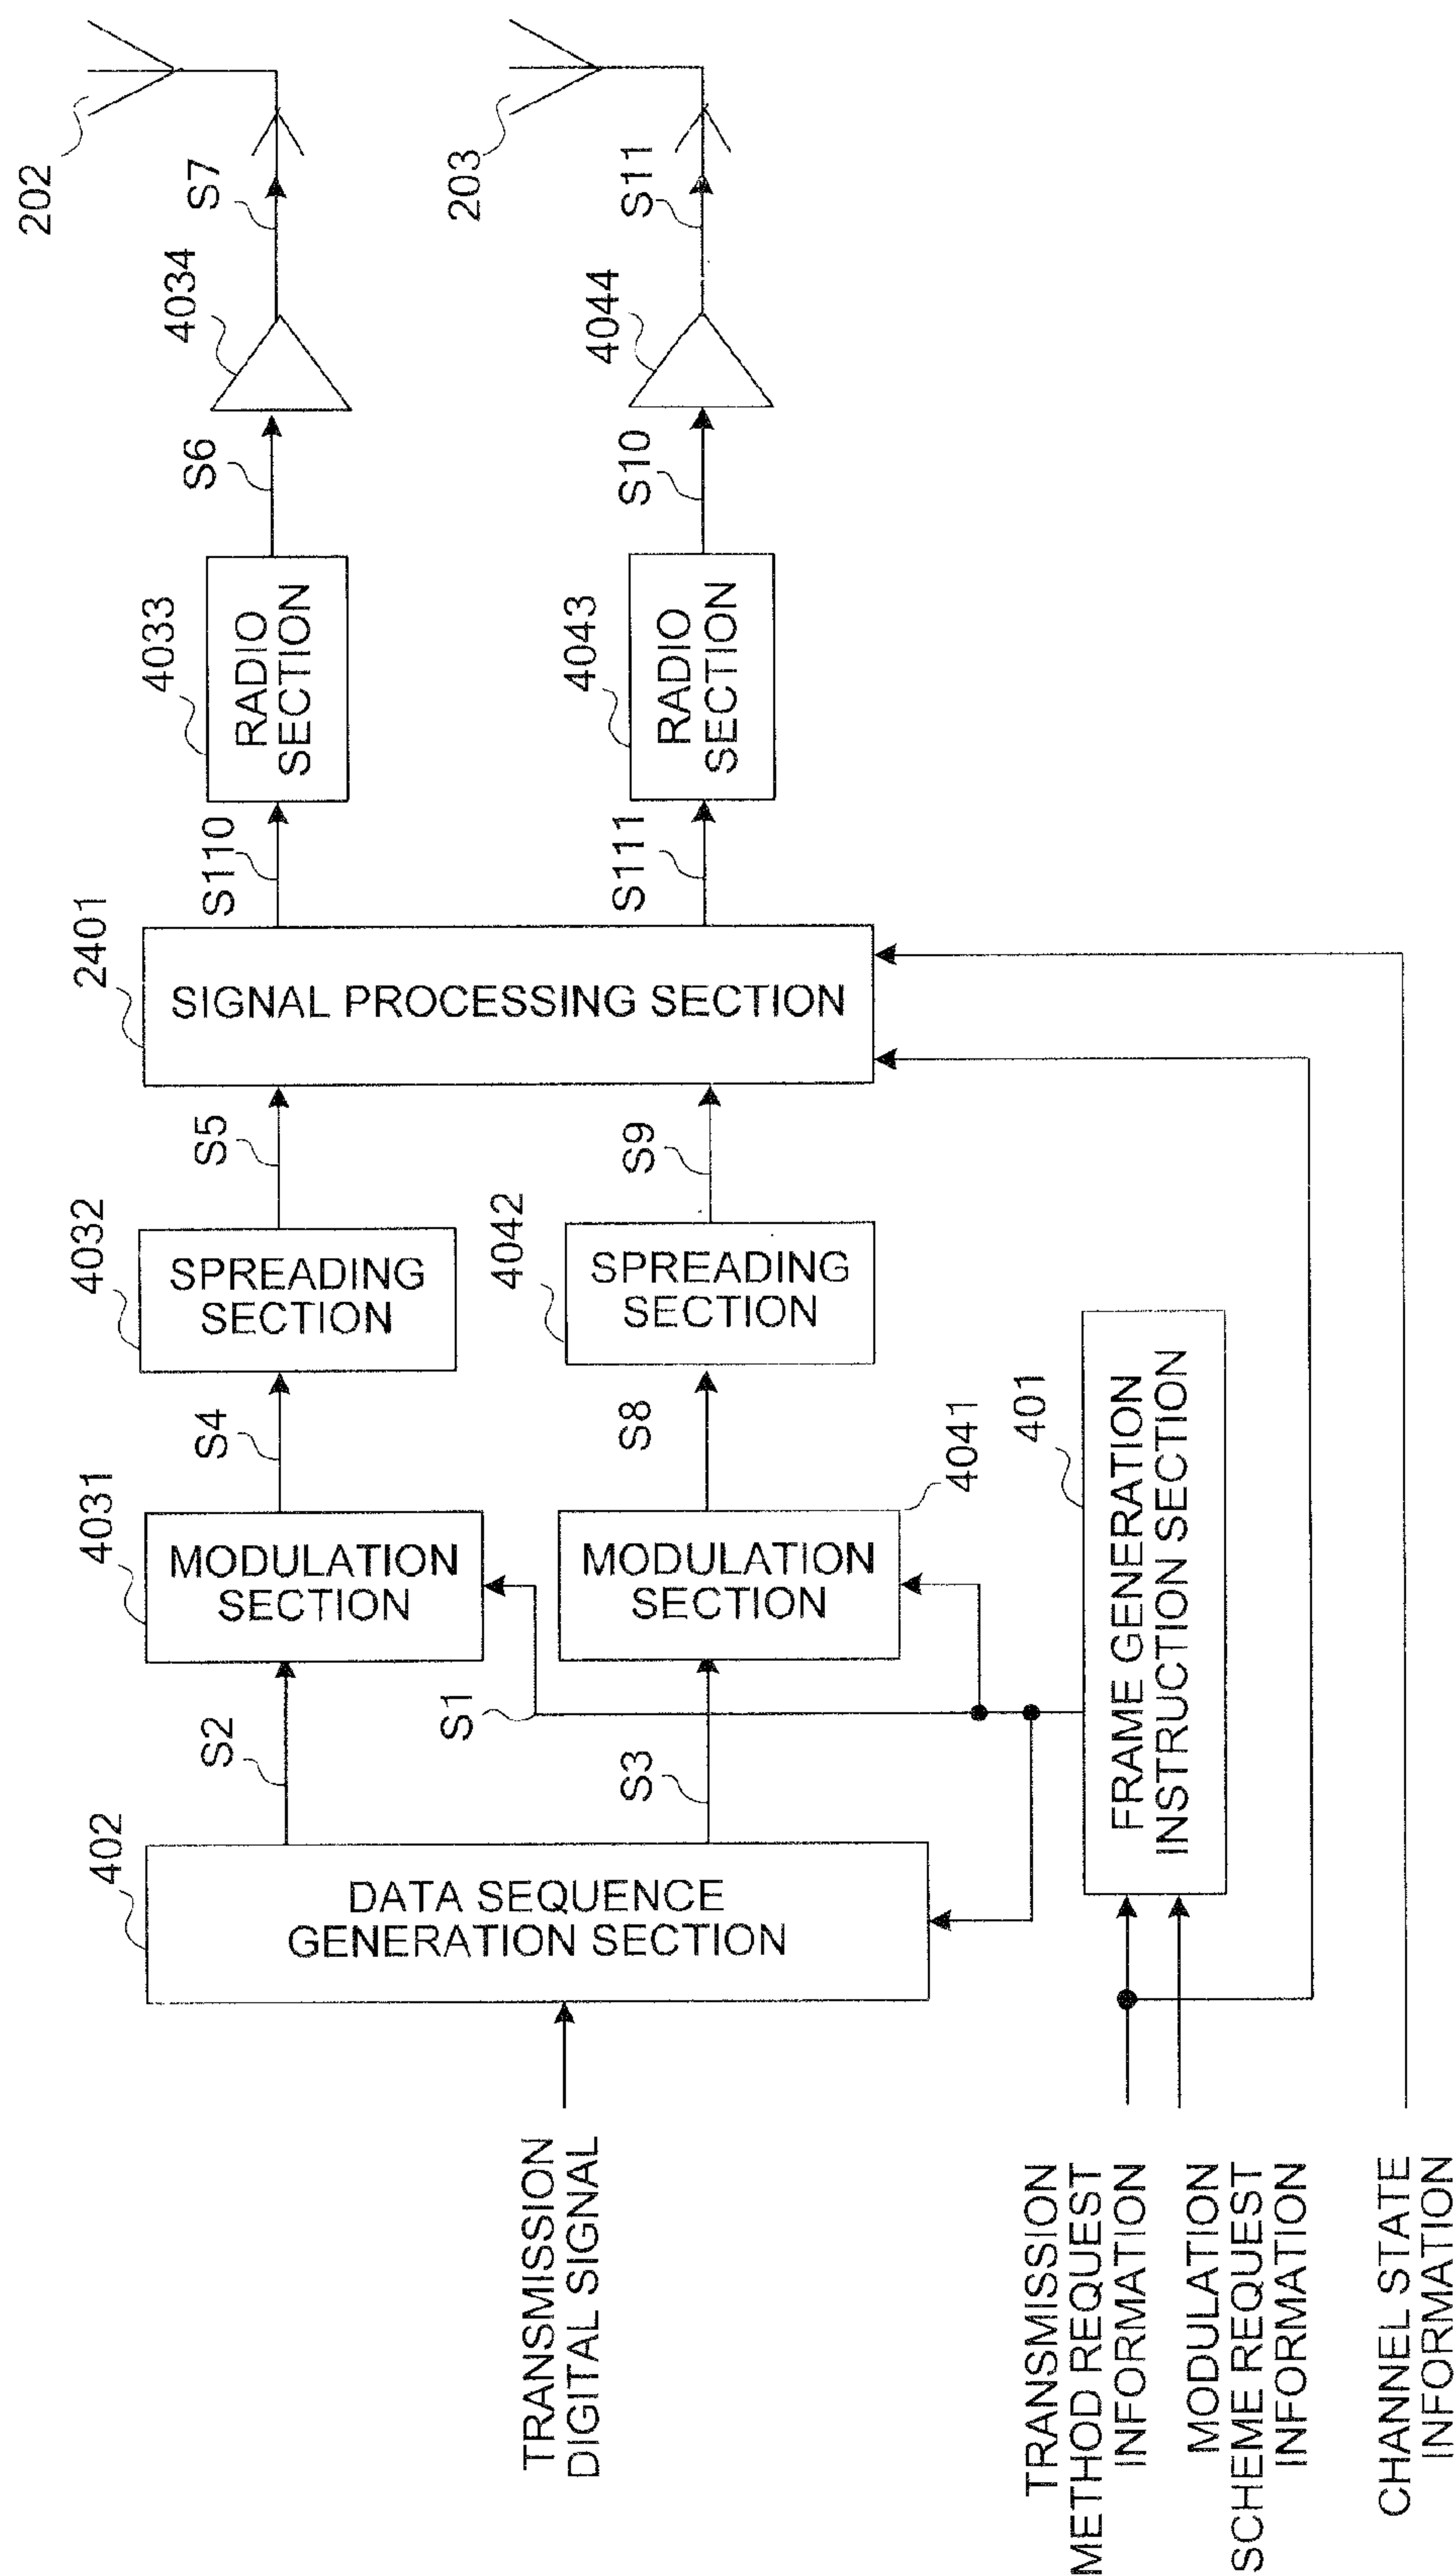 202
S7
4034
S6
4033
RADIO
SECTION
S110
2401
SIGNAL PROCESSING SECTION
S5
4032
SPREADING
SECTION
S4
4031
MODULATION
SECTION
S2
402
DATA SEQUENCE
GENERATION SECTION
203
S11
4044
S10
4043
RADIO
SECTION
S111
S9
4042
SPREADING
SECTION
S8
4041
MODULATION
SECTION
S1
S3
401
FRAME GENERATION
INSTRUCTION SECTION
TRANSMISSION
DIGITAL SIGNAL
TRANSMISSION
METHOD REQUEST
INFORMATION
MODULATION
SCHEME REQUEST
INFORMATION
CHANNEL STATE
INFORMATION